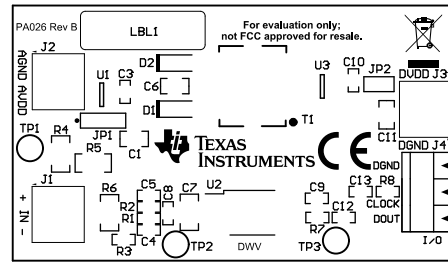 PA026 Rev B
LBL1
For evaluation only;
not FCC approved for resale.
J2
AGND AVDD
U1
C3
D2
C6
D1
U3
C10
JP2
DVDD J3
C11
TP1
R4
JP1
R5
C1
T1
TEXAS
INSTRUMENTS
CE
DGND J4
DGND
J1
+ IN -
R6
R2
R1
R3
C5
C4
C8
C7
U2
TP2
DWV
C9
R7
C12
TP3
C13
R8
CLOCK
DOUT
I/O